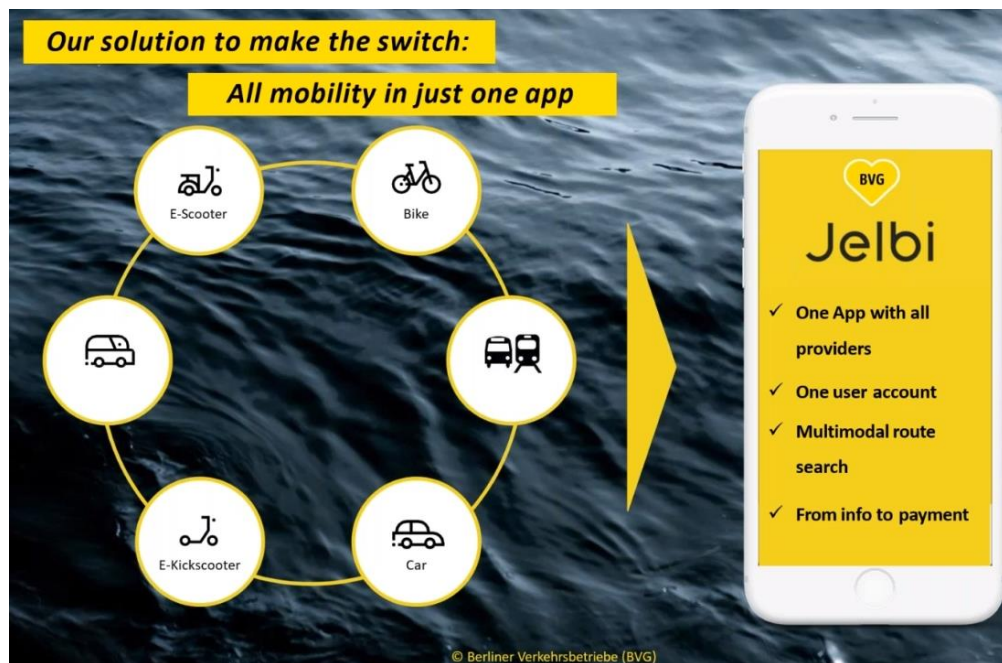 Our solution to make the switch:
All mobility in just one app
E-Scooter
Bike
E-Kickscooter
Car
BVG
Jelbi
✓ One App with all
providers
✓ One user account
✓ Multimodal route
search
✓ From info to payment
© Berliner Verkehrsbetriebe (BVG)